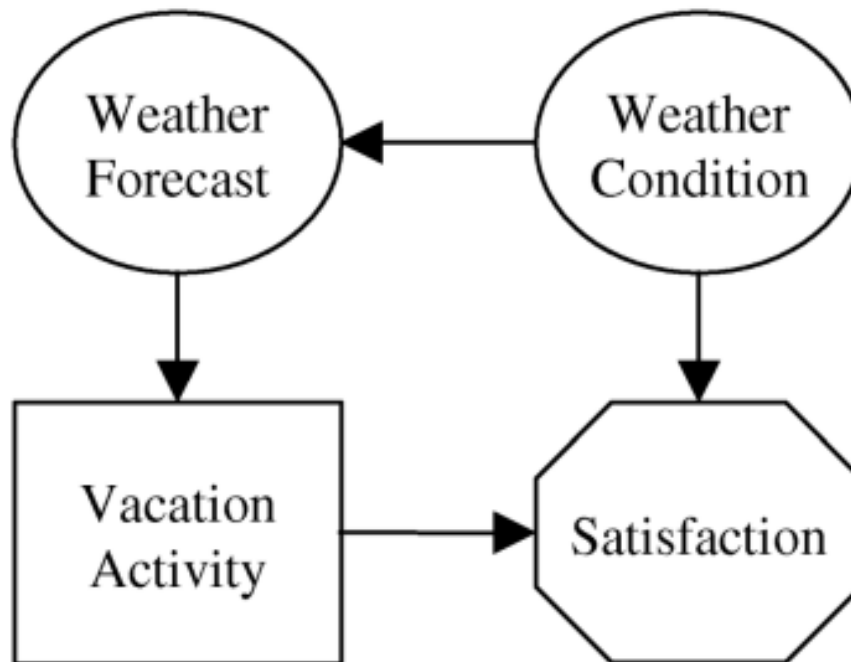 Weather
Forecast
Weather
Condition
Vacation
Activity
Satisfaction